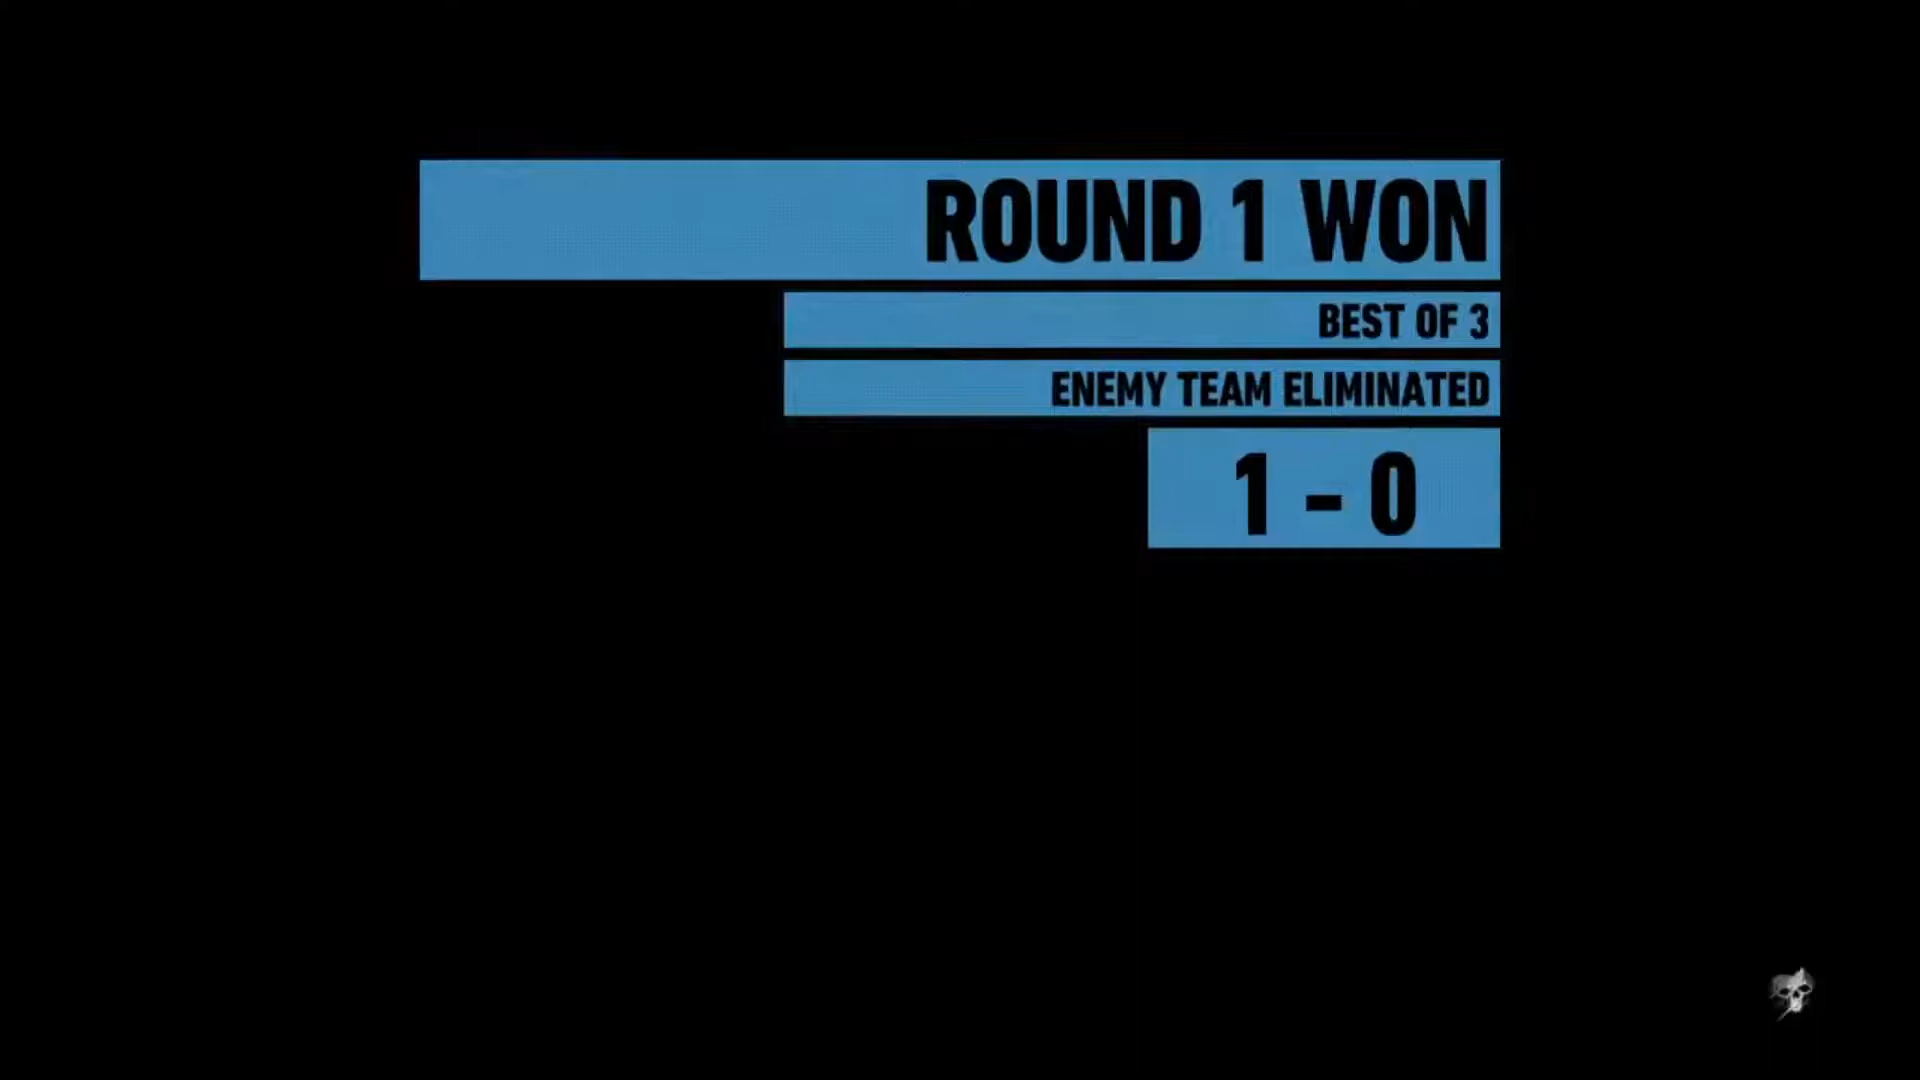 ROUND 1 WON
BEST OF 3
ENEMY TEAM ELIMINATED
1 - 0